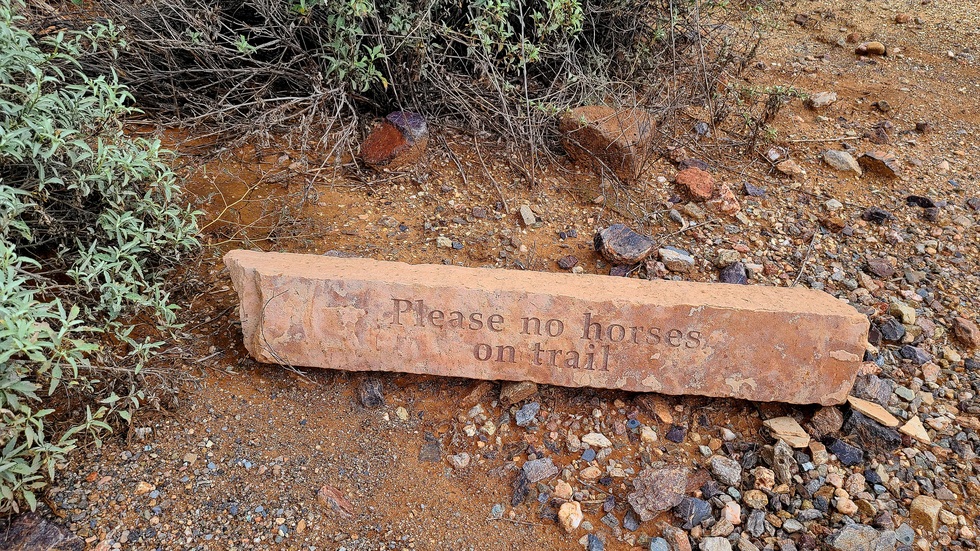 Please no horses
on trail